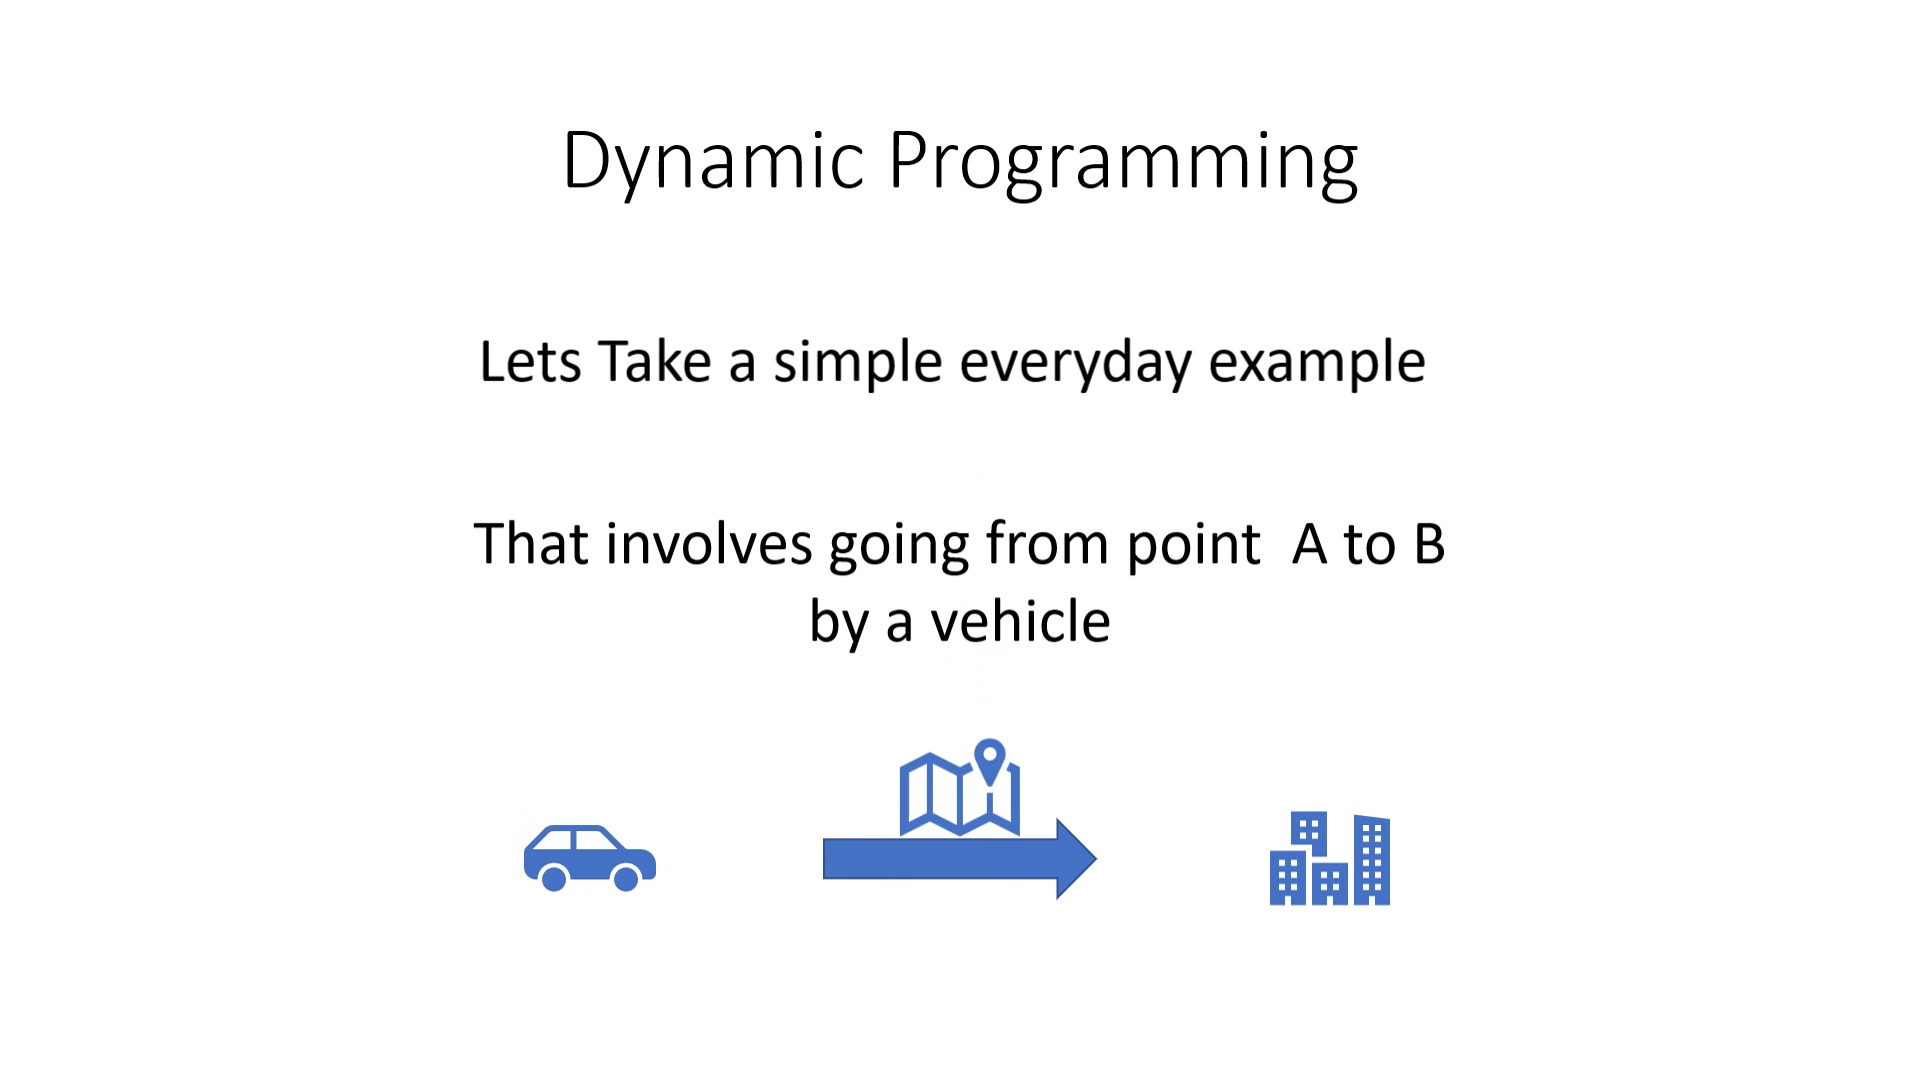 Dynamic Programming
Lets Take a simple everyday example
That involves going from point  A to B
by a vehicle